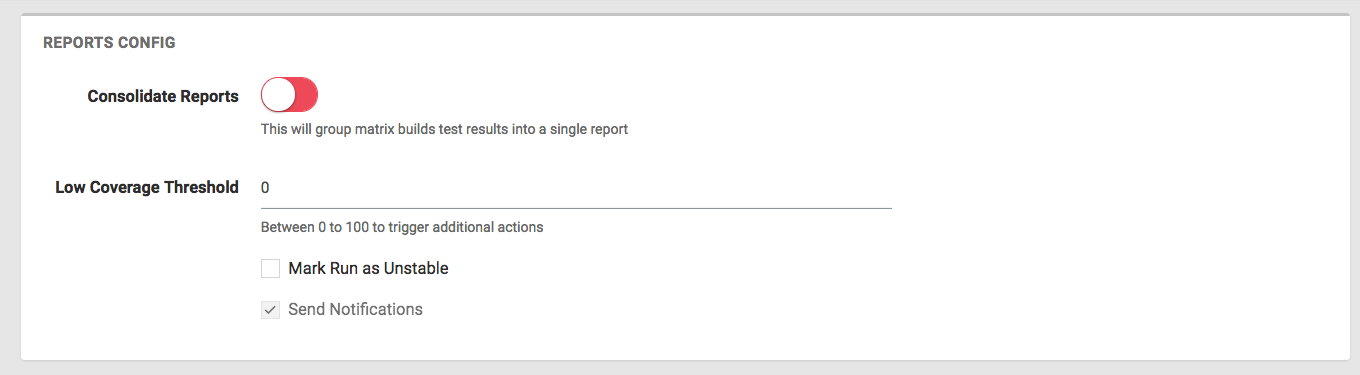 REPORTS CONFIG
Consolidate Reports
This will group matrix builds test results into a single report
Low Coverage Threshold 0
Between 0 to 100 to trigger additional actions
Mark Run as Unstable
Send Notifications